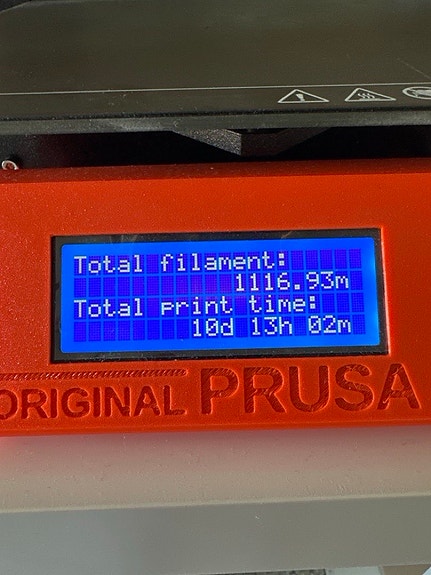 Total filament:
1116.93m
Total print time:
10d 13h 02m
ORIGINAL PRUSA